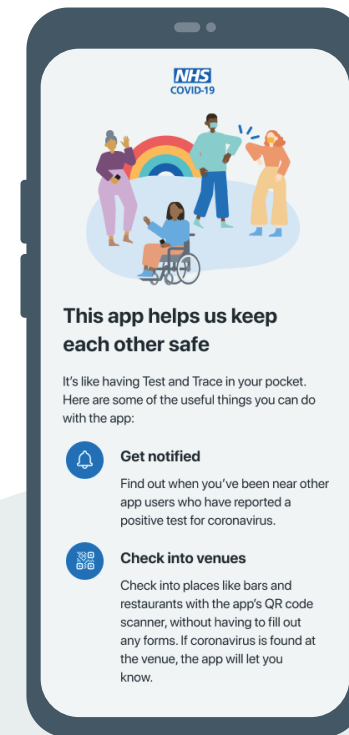 NHS
COVID-19
This app helps us keep
each other safe
It's like having Test and Trace in your pocket.
Here are some of the useful things you can do
with the app:
Get notified
Find out when you've been near other
app users who have reported a
positive test for coronavirus.
Check into venues
Check into places like bars and
restaurants with the app's QR code
scanner, without having to fill out
any forms. If coronavirus is found at
the venue, the app will let you
know.